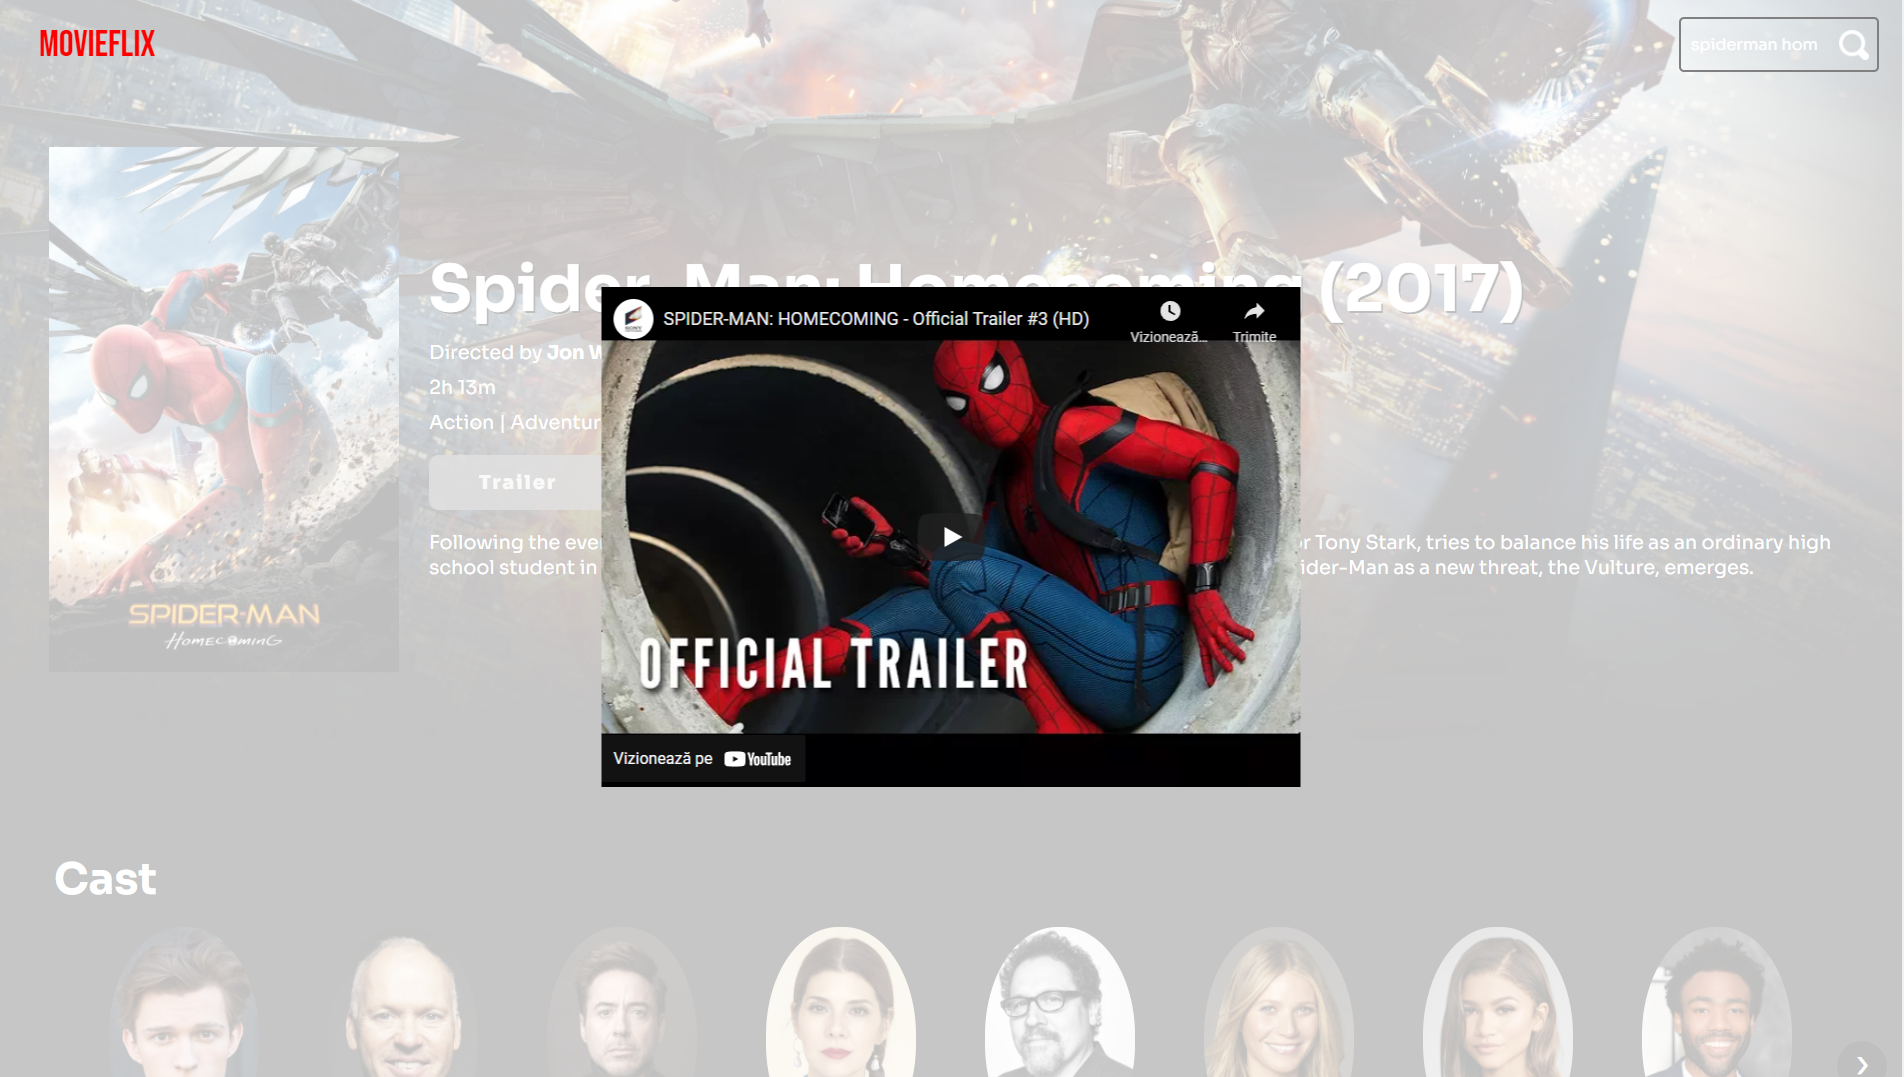 MOVIEFLIX
spiderman hom
Spider-Man: Homecoming (2017)
SPIDER-MAN: HOMECOMING - Official Trailer #3 (HD)
Vizionează...
Trimite
Directed by Jon W
2h 13m
Action | Adventur
Trailer
Following the eve
r Tony Stark, tries to balance his life as an ordinary high
school student in
ider-Man as a new threat, the Vulture, emerges.
SPIDER-MAN
HOMECOMING
OFFICIAL TRAILER
Vizionează pe YouTube
Cast